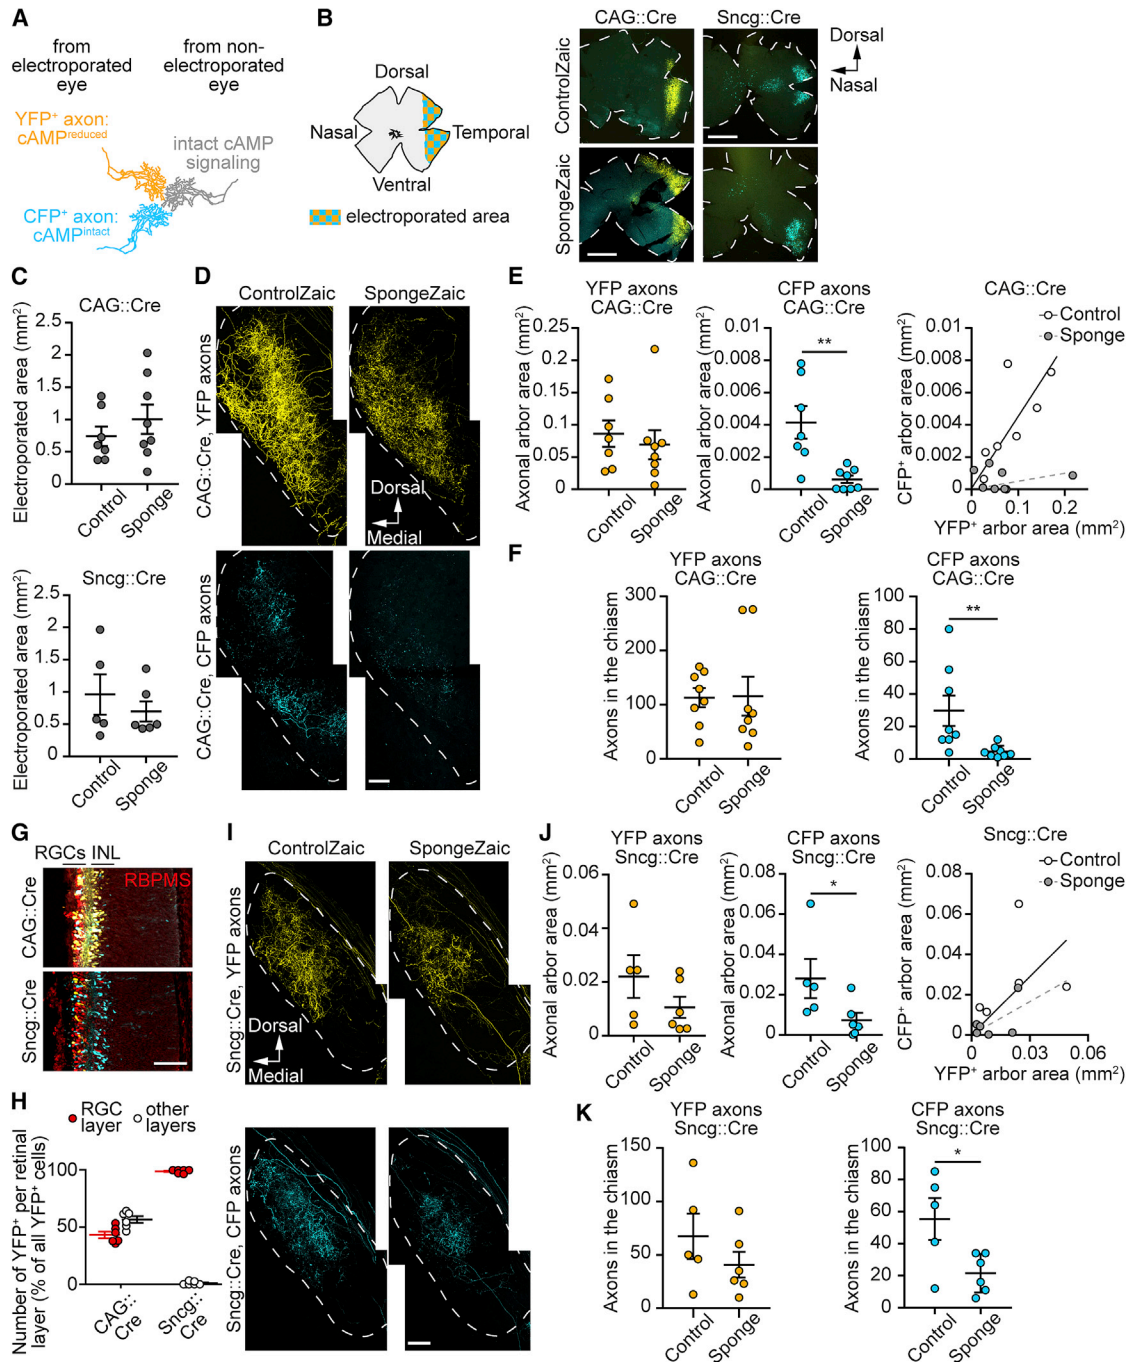 A
from
electroporated
eye
from non-
electroporated
eye
YFP+ axon:
cAMPreduced
intact cAMP
signaling
CFP+ axon:
cAMPintact
B
Dorsal
Nasal
Temporal
Ventral
electroporated area
CAG::Cre
Sncg::Cre
ControlZaic
SpongeZaic
Dorsal
Nasal
C
CAG::Cre
Electroporated area (mm2)
2.5
2
1.5
1
0.5
0
Control
Sponge
Sncg::Cre
Electroporated area (mm2)
2.5
2
1.5
1
0.5
0
Control
Sponge
D
ControlZaic
SpongeZaic
CAG::Cre, YFP axons
Dorsal
Medial
CAG::Cre, CFP axons
E
YFP axons
CAG::Cre
Axonal arbor area (mm2)
0.25
0.2
0.15
0.1
0.05
0
Control
Sponge
CFP axons
CAG::Cre
Axonal arbor area (mm2)
0.01
0.008
0.006
0.004
0.002
0
**
Control
Sponge
CAG::Cre
Control
Sponge
CFP+ arbor area (mm2)
0.01
0.008
0.006
0.004
0.002
0
0
0.1
0.2
YFP+ arbor area (mm2)
F
YFP axons
CAG::Cre
Axons in the chiasm
300
200
100
0
Control
Sponge
CFP axons
CAG::Cre
Axons in the chiasm
100
80
60
40
20
0
**
Control
Sponge
G
RGCs INL
RBPMS
CAG::Cre
Sncg::Cre
H
RGC
layer
other
layers
Number of YFP+ per retinal
layer (% of all YFP+ cells)
100
50
0
CAG::
Cre
Sncg::
Cre
I
ControlZaic
SpongeZaic
Sncg::Cre, YFP axons
Dorsal
Medial
Sncg::Cre, CFP axons
J
YFP axons
Sncg::Cre
Axonal arbor area (mm2)
0.06
0.04
0.02
0
Control
Sponge
CFP axons
Sncg::Cre
Axonal arbor area (mm2)
0.08
0.06
0.04
0.02
0
*
Control
Sponge
Sncg::Cre
Control
Sponge
CFP+ arbor area (mm2)
0.08
0.06
0.04
0.02
0
0
0.03
0.06
YFP+ arbor area (mm2)
K
YFP axons
Sncg::Cre
Axons in the chiasm
150
100
50
0
Control
Sponge
CFP axons
Sncg::Cre
Axons in the chiasm
100
80
60
40
20
0
*
Control
Sponge